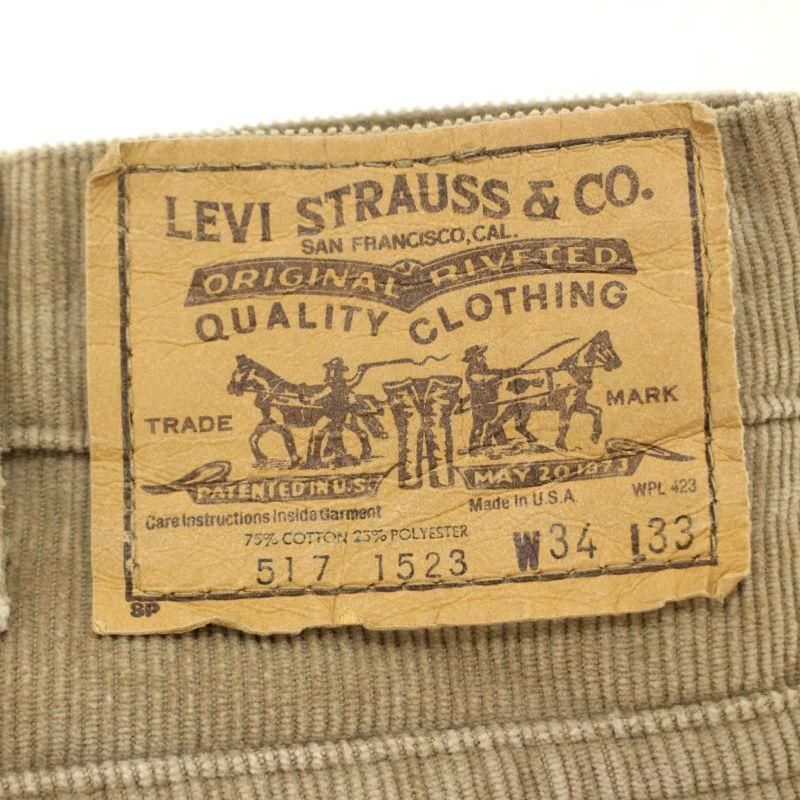 LEVI STRAUSS & CO.
SAN FRANCISCO, CAL.
ORIGINAL RIVETED
QUALITY CLOTHING
TRADE MARK
PATENTED IN U.S. MAY 20 1873
Care Instructions Inside Garment Made in U.S.A. WPL 423
75% COTTON 25% POLYESTER
517 1523 W34 L33
SP